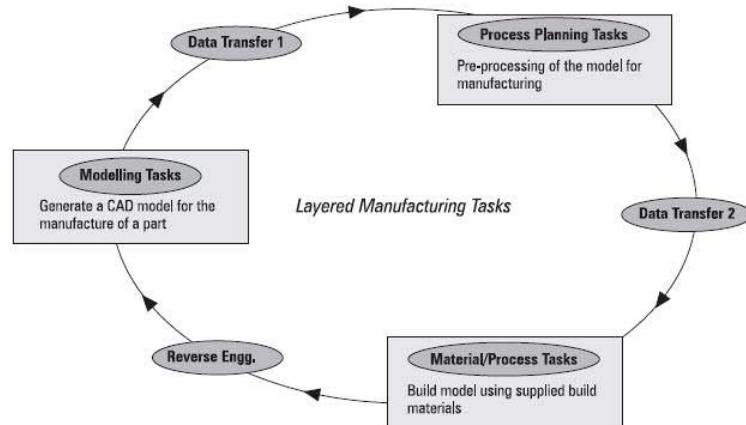 Data Transfer 1
Process Planning Tasks
Pre-processing of the model for
manufacturing
Modelling Tasks
Generate a CAD model for the
manufacture of a part
Layered Manufacturing Tasks
Data Transfer 2
Reverse Engg.
Material/Process Tasks
Build model using supplied build
materials